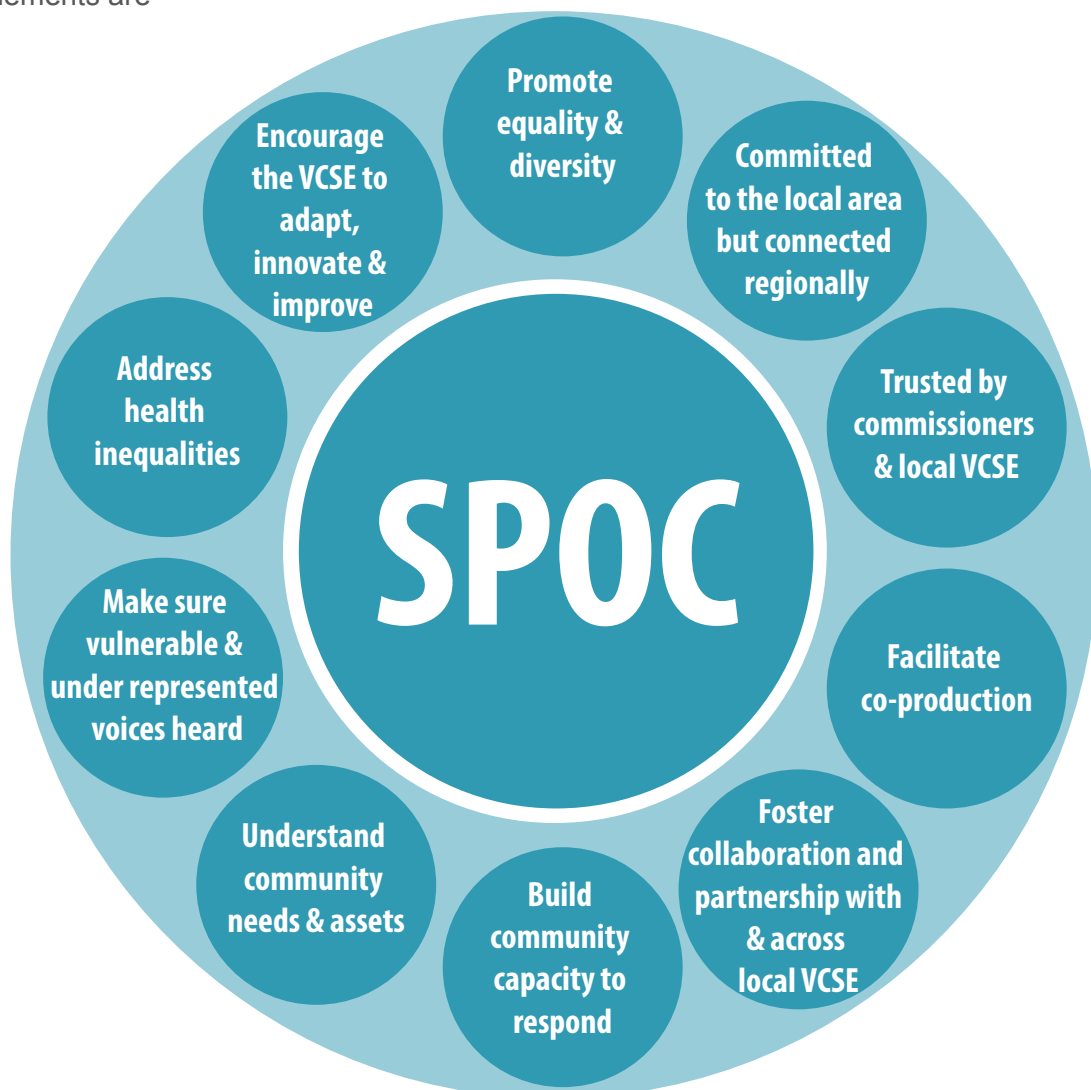 are
Promote
equality &
diversity
Committed
to the local area
but connected
regionally
Trusted by
commissioners
& local VCSE
Facilitate
co-production
Foster
collaboration and
partnership with
& across
local VCSE
Build
community
capacity to
respond
Understand
community
needs & assets
Make sure
vulnerable &
under represented
voices heard
Address
health
inequalities
Encourage
the VCSE to
adapt,
innovate &
improve
SPOC